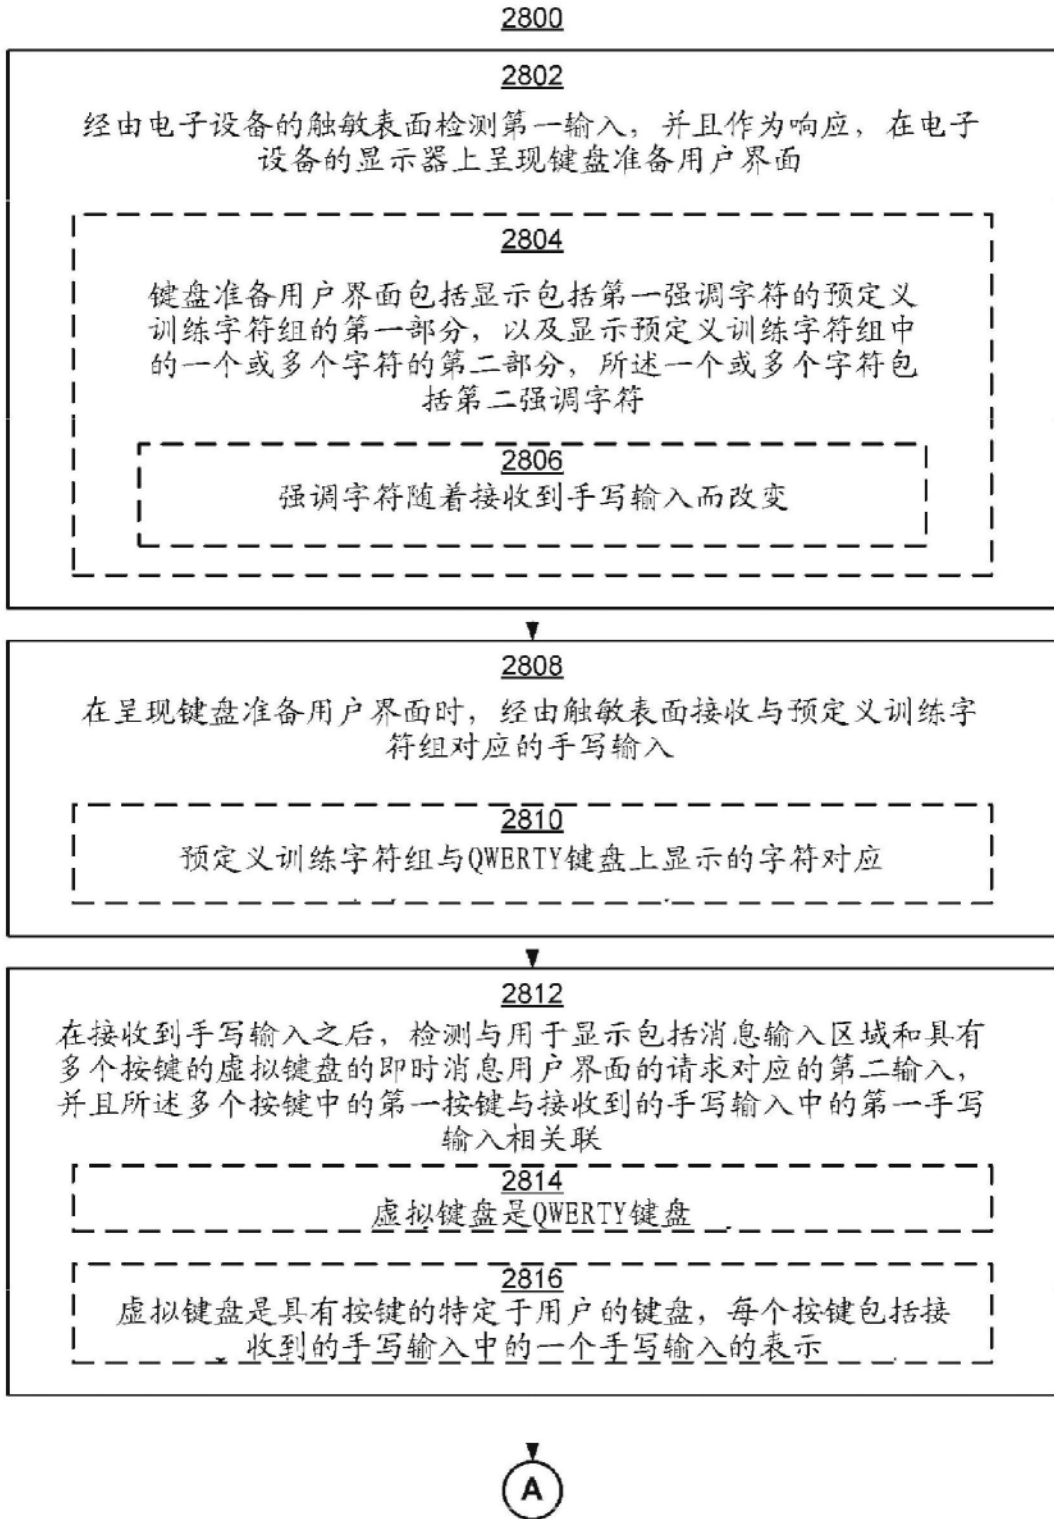 2800
2802
经由电子设备的触敏表面检测第一输入，并且作为响应，在电子
设备的显示器上呈现键盘准备用户界面
2804
键盘准备用户界面包括显示包括第一强调字符的预定义
训练字符组的第一部分，以及显示预定义训练字符组中
的一个或多个字符的第二部分，所述一个或多个字符包
括第二强调字符
2806
强调字符随着接收到手写输入而改变
2808
在呈现键盘准备用户界面时，经由触敏表面接收与预定义训练字
符组对应的手写输入
2810
预定义训练字符组与QWERTY键盘上显示的字符对应
2812
在接收到手写输入之后，检测与用于显示包括消息输入区域和具有
多个按键的虚拟键盘的即时消息用户界面的请求对应的第二输入，
并且所述多个按键中的第一按键与接收到的手写输入中的第一手写
输入相关联
2814
虚拟键盘是QWERTY键盘
2816
虚拟键盘是具有按键的特定于用户的键盘，每个按键包括接
收到的手写输入中的一个手写输入的表示
A